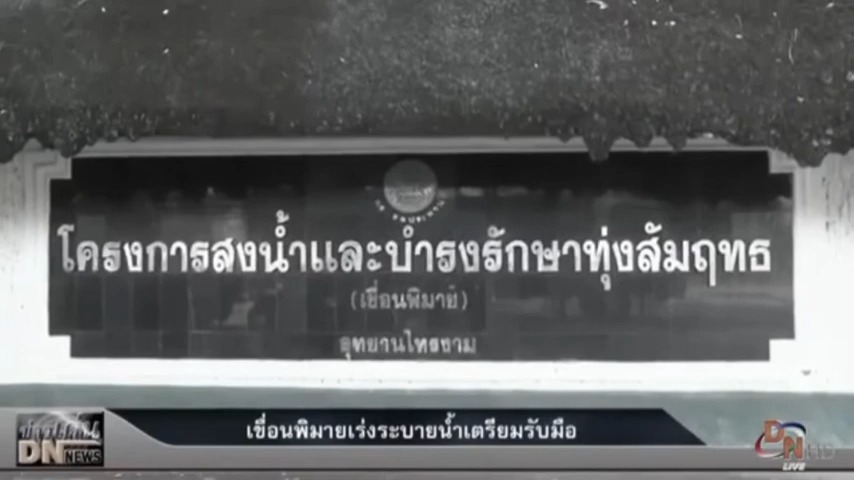 โครงการส่งน้ำและบำรุงรักษาทุ่งสัมฤทธิ์
(เขื่อนพิมาย)
อุทยานไทรงาม
เขื่อนพิมายเร่งระบายน้ำเตรียมรับมือ
DN NEWS
DN HD
LIVE